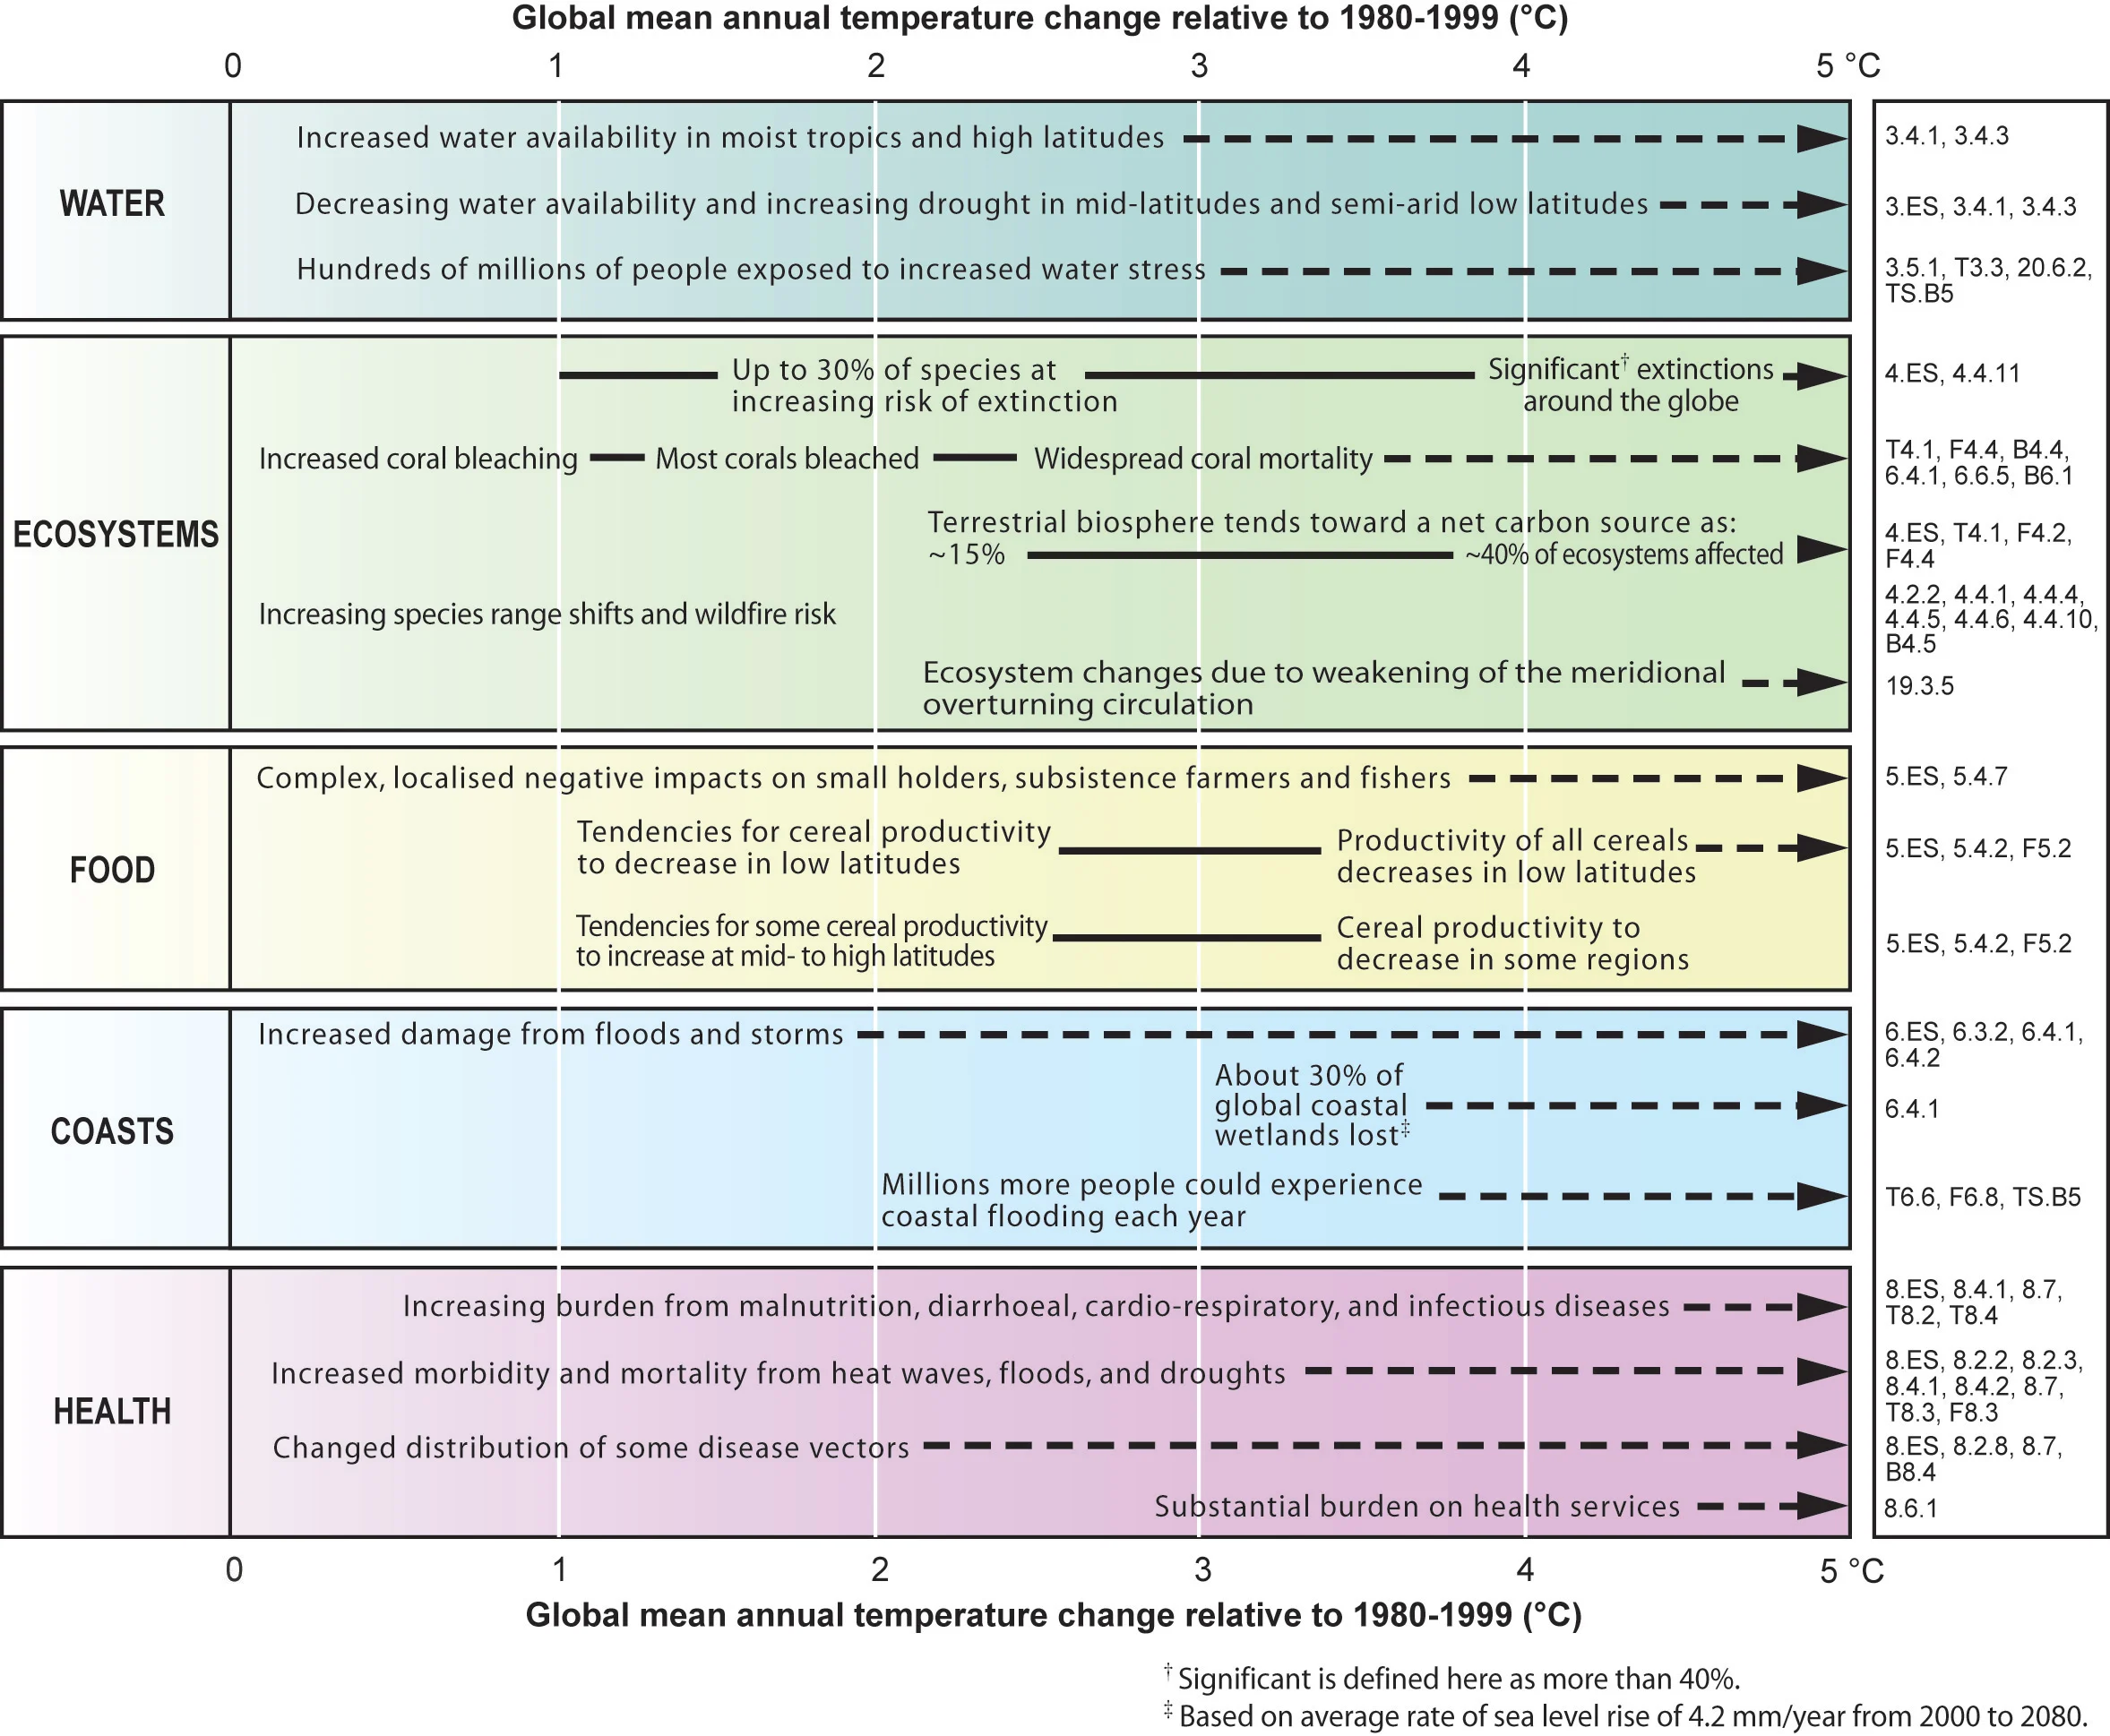 Global mean annual temperature change relative to 1980-1999 (°C)
0 1 2 3 4 5 °C
WATER
Increased water availability in moist tropics and high latitudes
3.4.1, 3.4.3
Decreasing water availability and increasing drought in mid-latitudes and semi-arid low latitudes
3.ES, 3.4.1, 3.4.3
Hundreds of millions of people exposed to increased water stress
3.5.1, T3.3, 20.6.2,
TS.B5
ECOSYSTEMS
Up to 30% of species at
increasing risk of extinction
Significant† extinctions
around the globe
4.ES, 4.4.11
Increased coral bleaching
Most corals bleached
Widespread coral mortality
T4.1, F4.4, B4.4,
6.4.1, 6.6.5, B6.1
Terrestrial biosphere tends toward a net carbon source as:
~15%
~40% of ecosystems affected
4.ES, T4.1, F4.2,
F4.4
Increasing species range shifts and wildfire risk
4.2.2, 4.4.1, 4.4.4,
4.4.5, 4.4.6, 4.4.10,
B4.5
Ecosystem changes due to weakening of the meridional
overturning circulation
19.3.5
FOOD
Complex, localised negative impacts on small holders, subsistence farmers and fishers
5.ES, 5.4.7
Tendencies for cereal productivity
to decrease in low latitudes
Productivity of all cereals
decreases in low latitudes
5.ES, 5.4.2, F5.2
Tendencies for some cereal productivity
to increase at mid- to high latitudes
Cereal productivity to
decrease in some regions
5.ES, 5.4.2, F5.2
COASTS
Increased damage from floods and storms
6.ES, 6.3.2, 6.4.1,
6.4.2
About 30% of
global coastal
wetlands lost‡
6.4.1
Millions more people could experience
coastal flooding each year
T6.6, F6.8, TS.B5
HEALTH
Increasing burden from malnutrition, diarrhoeal, cardio-respiratory, and infectious diseases
8.ES, 8.4.1, 8.7,
T8.2, T8.4
Increased morbidity and mortality from heat waves, floods, and droughts
8.ES, 8.2.2, 8.2.3,
8.4.1, 8.4.2, 8.7,
T8.3, F8.3
Changed distribution of some disease vectors
8.ES, 8.2.8, 8.7,
B8.4
Substantial burden on health services
8.6.1
0 1 2 3 4 5 °C
Global mean annual temperature change relative to 1980-1999 (°C)
† Significant is defined here as more than 40%.
‡ Based on average rate of sea level rise of 4.2 mm/year from 2000 to 2080.